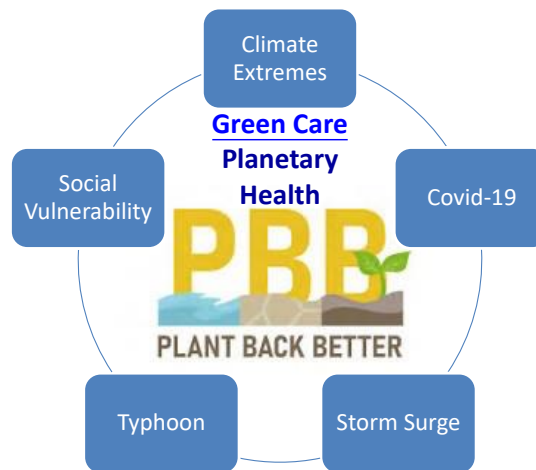 Climate
Extremes
Green Care
Planetary
Health
Social
Vulnerability
Covid-19
PBB
PLANT BACK BETTER
Typhoon
Storm Surge